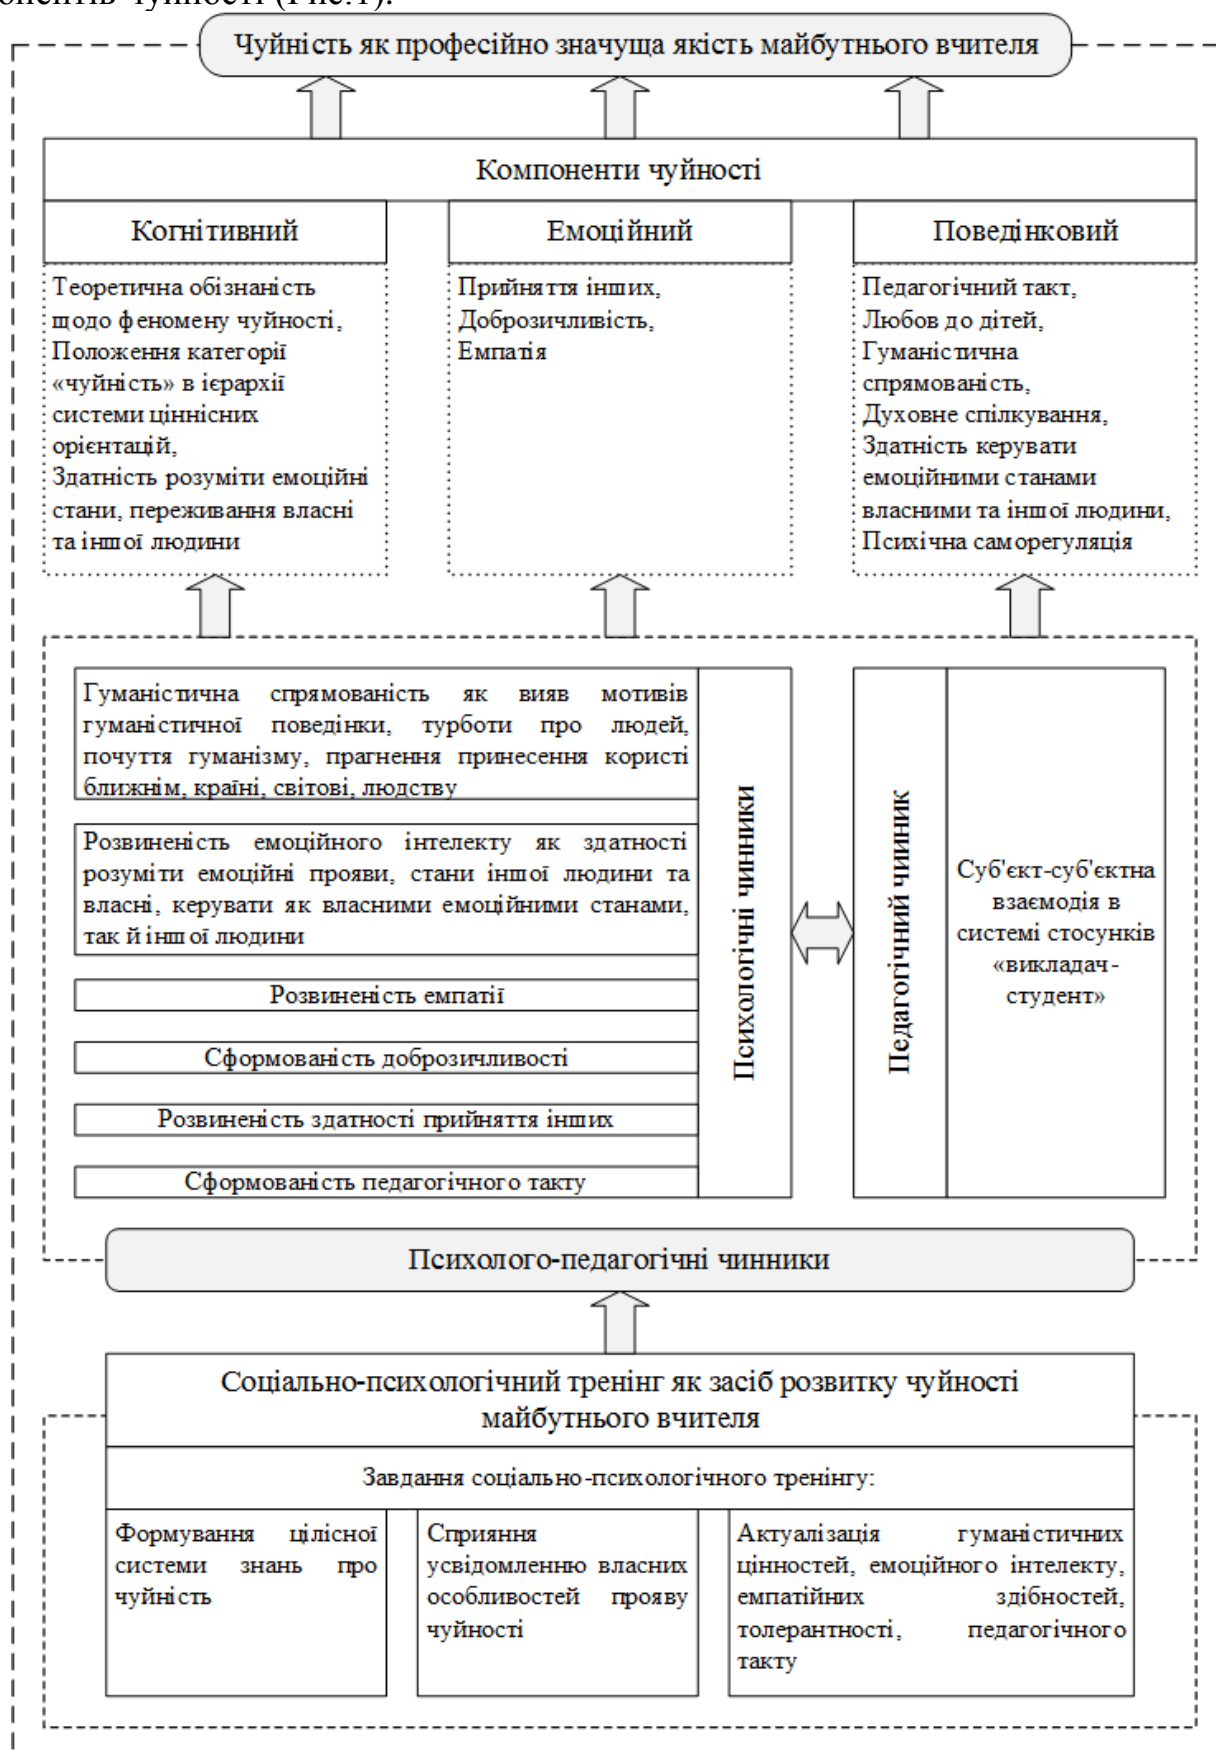 понентів чуйності (Рис.1).
Чуйність як професійно значуща якість майбутнього вчителя
Компоненти чуйності
Когнітивний
Теоретична обізнаність
щодо феномену чуйності,
Положення категорії
«чуйність» в ієрархії
системи ціннісних
орієнтацій,
Здатність розуміти емоційні
стани, переживання власні
та іншої людини
Емоційний
Прийняття інших,
Доброзичливість,
Емпатія
Поведінковий
Педагогічний такт,
Любов до дітей,
Гуманістична
спрямованість,
Духовне спілкування,
Здатність керувати
емоційними станами
власними та іншої людини,
Психічна саморегуляція
Гуманістична спрямованість як вияв мотивів
гуманістичної поведінки, турботи про людей,
почуття гуманізму, прагнення принесення користі
ближнім, країні, світові, людству
Розвиненість емоційного інтелекту як здатності
розуміти емоційні прояви, стани іншої людини та
власні, керувати як власними емоційними станами,
так й іншої людини
Розвиненість емпатії
Сформованість доброзичливості
Розвиненість здатності прийняття інших
Сформованість педагогічного такту
Психологічні чинники
Педагогічний чинник
Суб'єкт-суб'єктна
взаємодія в
системі стосунків
«викладач-
студент»
Психолого-педагогічні чинники
Соціально-психологічний тренінг як засіб розвитку чуйності
майбутнього вчителя
Завдання соціально-психологічного тренінгу:
Формування цілісної
системи знань про
чуйність
Сприяння
усвідомленню власних
особливостей прояву
чуйності
Актуалізація гуманістичних
цінностей, емоційного інтелекту,
емпатійних здібностей,
толерантності, педагогічного
такту